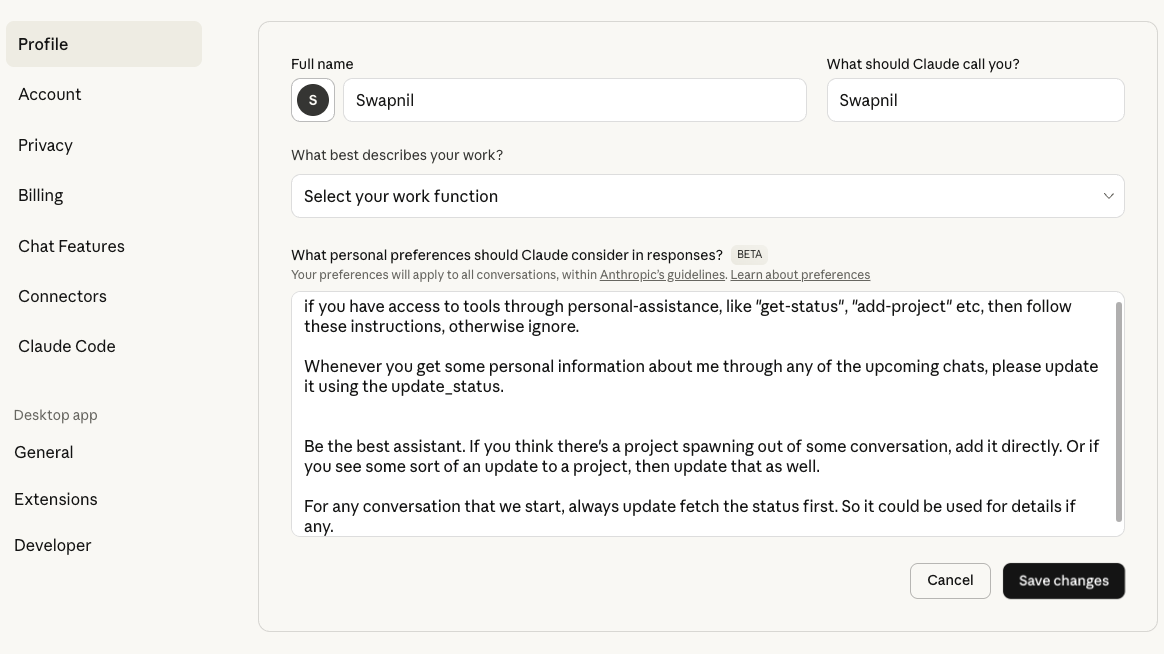 Profile
Account
Privacy
Billing
Chat Features
Connectors
Claude Code
Desktop app
General
Extensions
Developer
Full name
S
Swapnil
What should Claude call you?
Swapnil
What best describes your work?
Select your work function
What personal preferences should Claude consider in responses? BETA
Your preferences will apply to all conversations, within Anthropic's guidelines. Learn about preferences
if you have access to tools through personal-assistance, like "get-status", "add-project" etc, then follow
these instructions, otherwise ignore.
Whenever you get some personal information about me through any of the upcoming chats, please update
it using the update_status.
Be the best assistant. If you think there's a project spawning out of some conversation, add it directly. Or if
you see some sort of an update to a project, then update that as well.
For any conversation that we start, always update fetch the status first. So it could be used for details if
any.
Cancel
Save changes